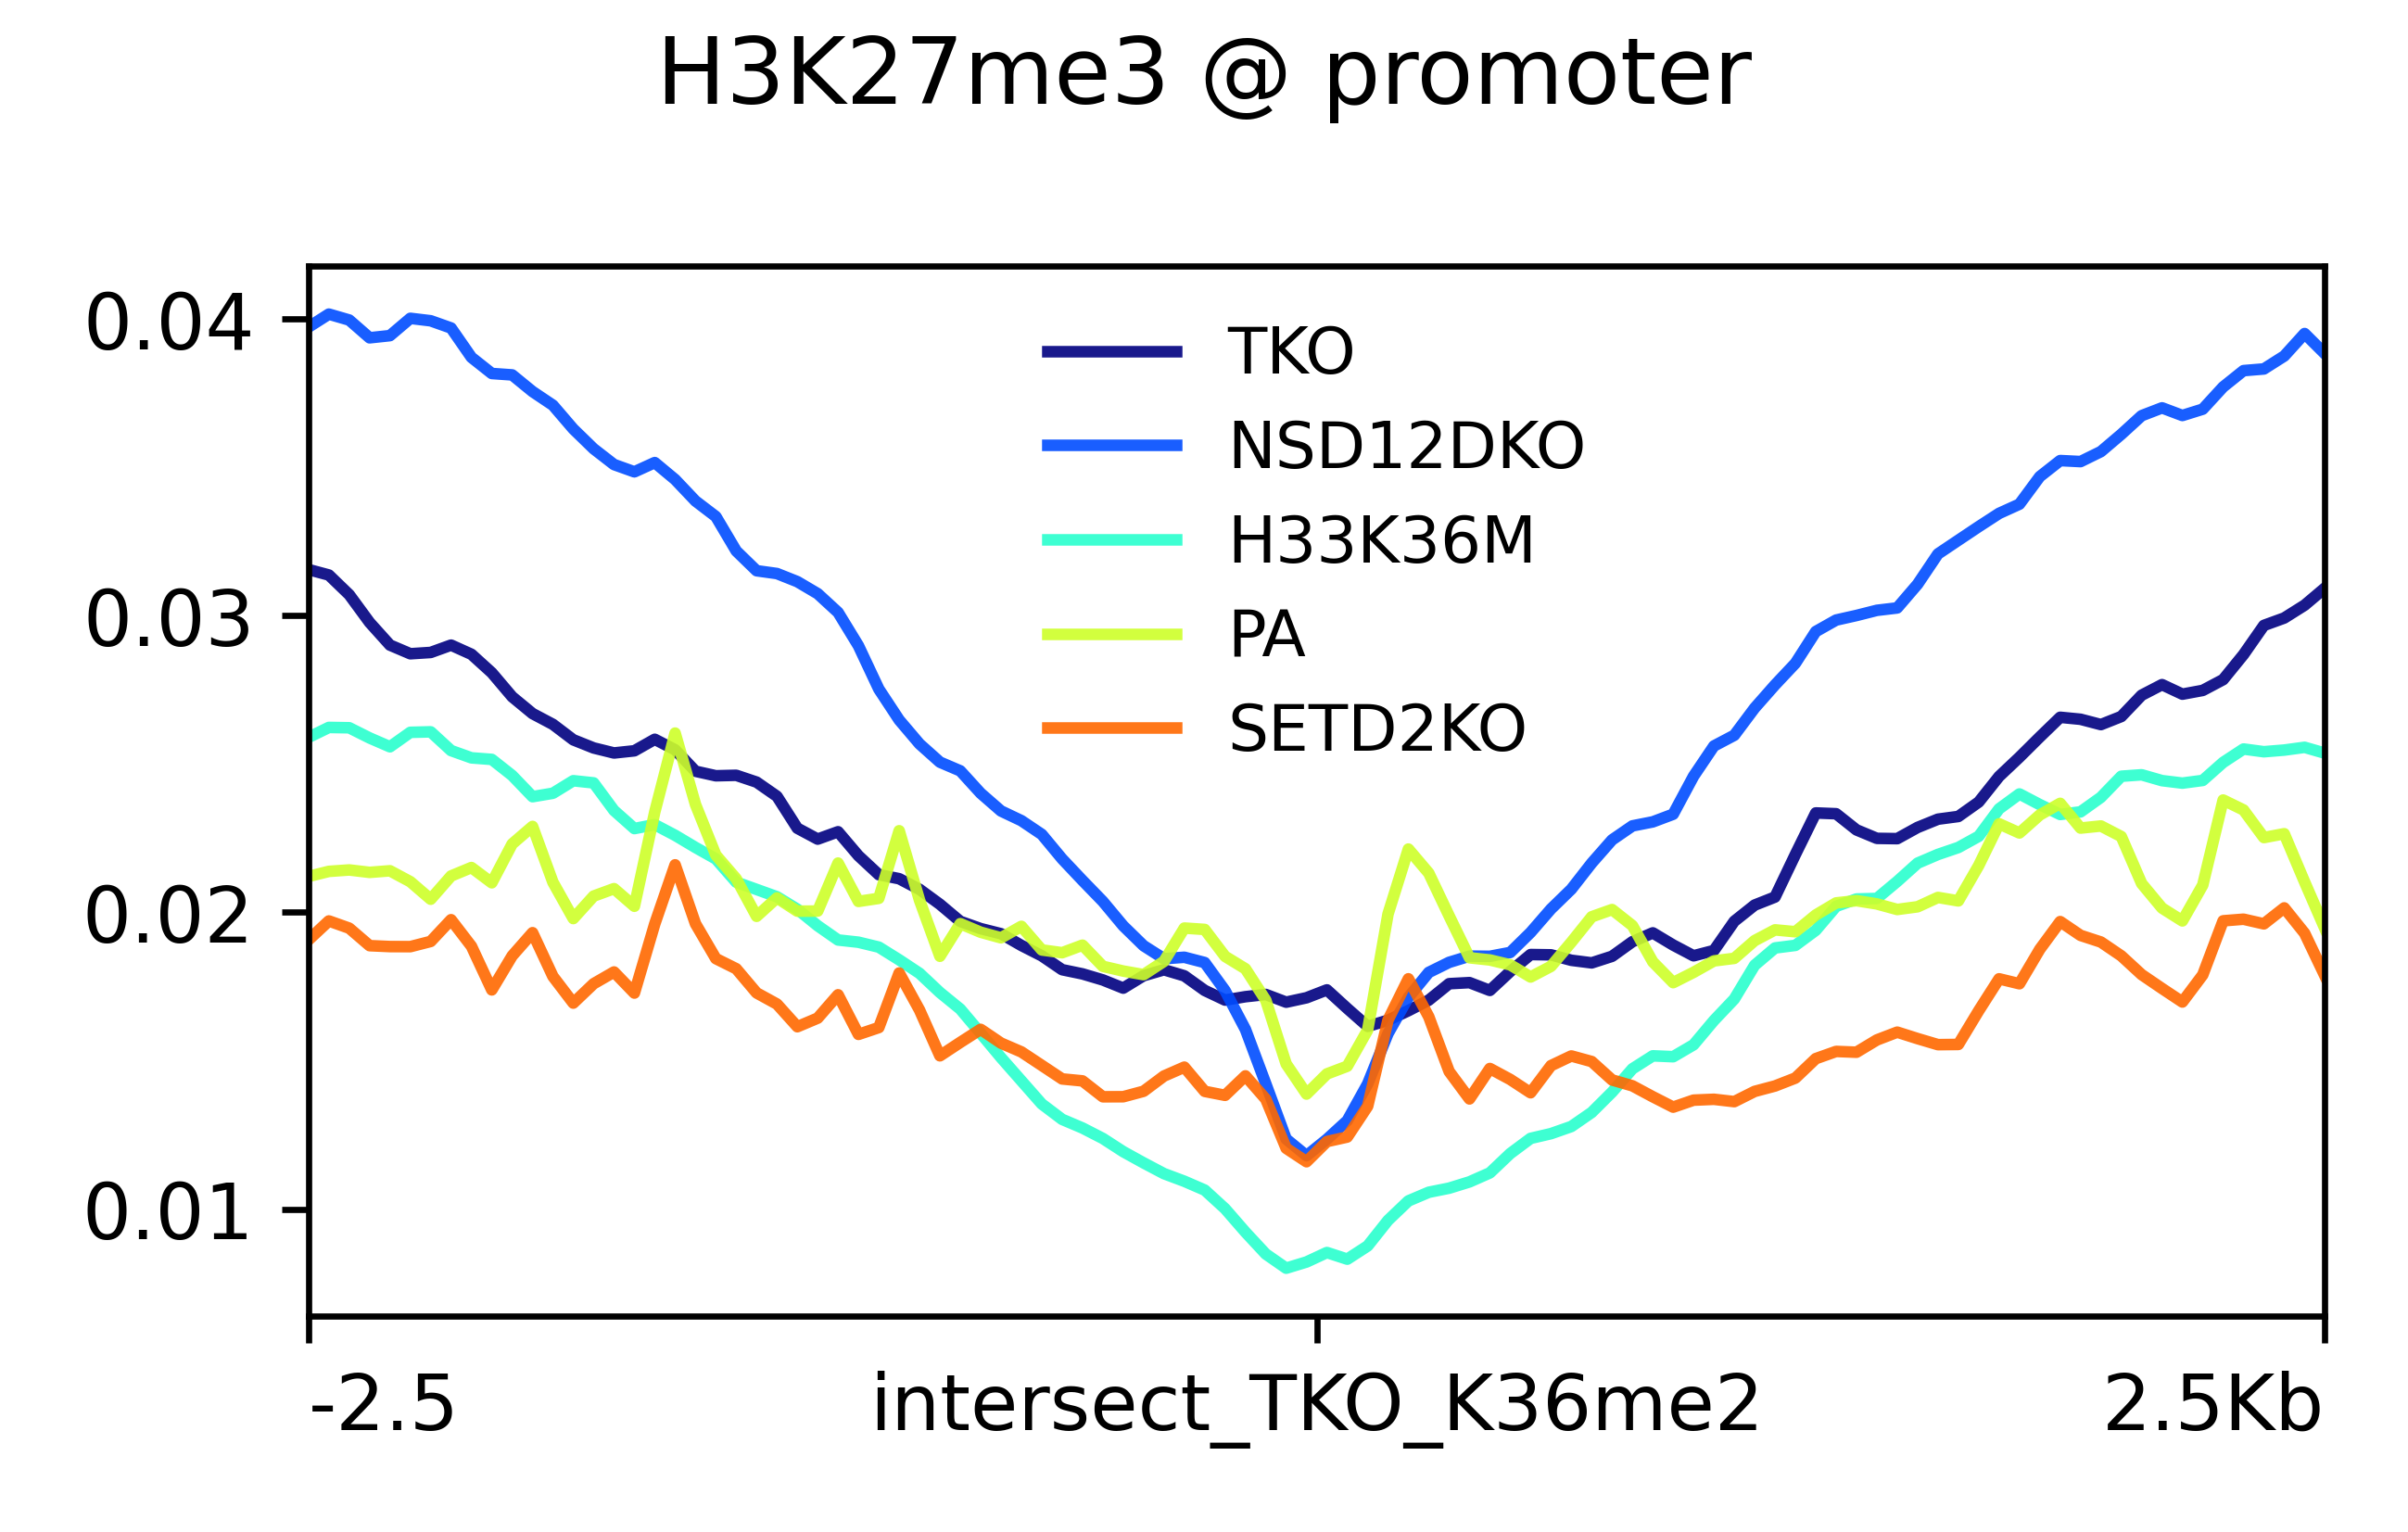 H3K27me3 @ promoter
0.04
0.03
0.02
0.01
TKO
NSD12DKO
H33K36M
PA
SETD2KO
-2.5
intersect_TKO_K36me2
2.5Kb